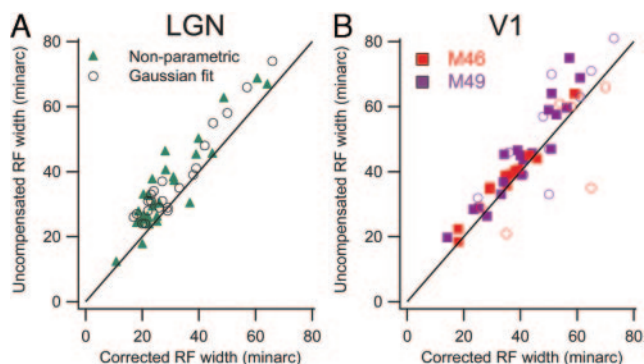 A LGN
Non-parametric
Gaussian fit
Uncompensated RF width (minarc)
80
60
40
20
0
0 20 40 60 80
Corrected RF width (minarc)
B V1
M46
M49
Uncompensated RF width (minarc)
80
60
40
20
0
0 20 40 60 80
Corrected RF width (minarc)